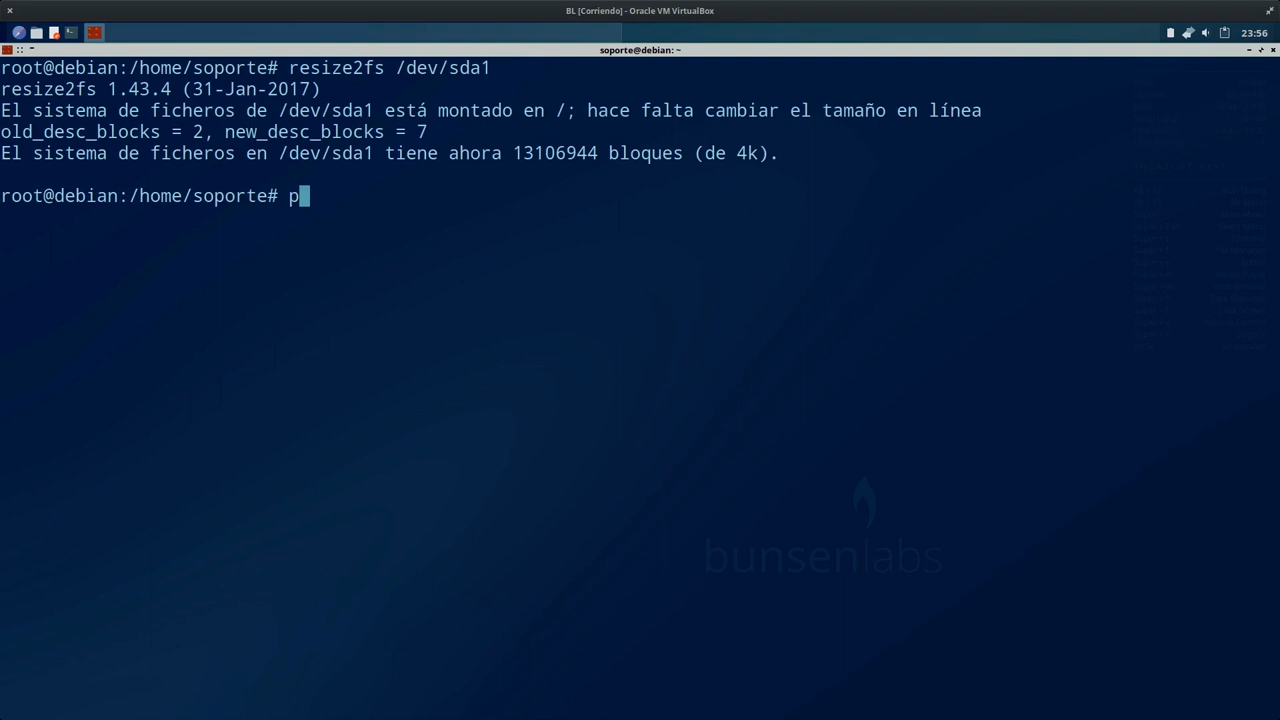 BL [Corriendo] - Oracle VM VirtualBox
23:56
soporte@debian: ~
root@debian:/home/soporte# resize2fs /dev/sda1
resize2fs 1.43.4 (31-Jan-2017)
El sistema de ficheros de /dev/sda1 está montado en /; hace falta cambiar el tamaño en línea
old_desc_blocks = 2, new_desc_blocks = 7
El sistema de ficheros en /dev/sda1 tiene ahora 13106944 bloques (de 4k).
root@debian:/home/soporte# p
bunsenlabs